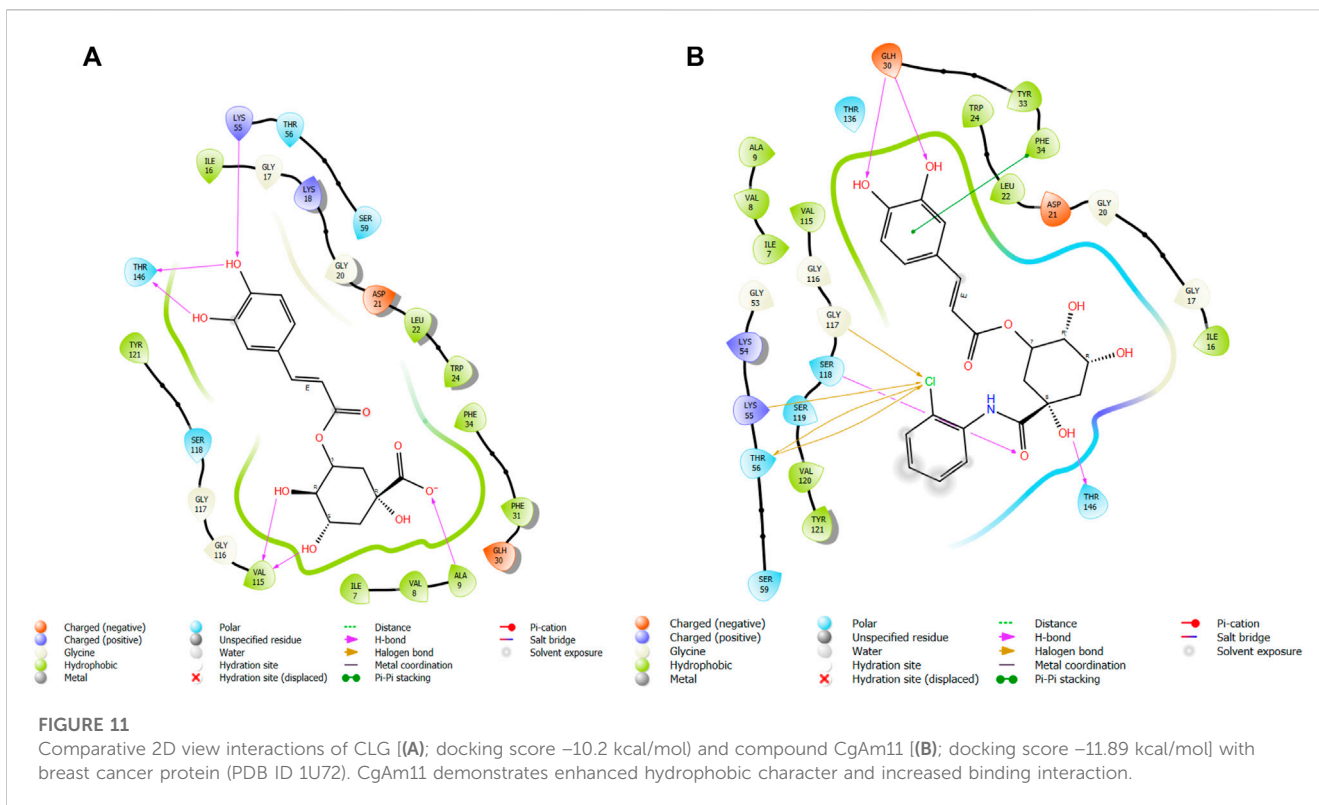 A
LYS
55
THR
56
ILE
16
GLY
17
LYS
18
SER
59
THR
146
HO
HO
GLY
20
ASP
21
LEU
22
TRP
24
TYR
121
E
O
O
O
O⁻
PHE
34
SER
118
GLY
117
GLY
116
VAL
115
HO
HO
OH
R
S
R
PHE
31
GLH
30
ILE
7
VAL
8
ALA
9
Charged (negative)
Charged (positive)
Glycine
Hydrophobic
Metal
Polar
Unspecified residue
Water
Hydration site
Hydration site (displaced)
Distance
H-bond
Halogen bond
Metal coordination
Pi-Pi stacking
Pi-cation
Salt bridge
Solvent exposure
B
GLH
30
THR
136
TYR
33
TRP
24
PHE
34
ALA
9
VAL
8
ILE
7
VAL
115
GLY
116
GLY
117
HO
OH
LEU
22
ASP
21
GLY
20
GLY
17
ILE
16
GLY
53
LYS
54
LYS
55
THR
56
SER
59
SER
118
SER
119
VAL
120
TYR
121
E
O
O
OH
OH
R
R
Cl
H
N
O
OH
THR
146
Charged (negative)
Charged (positive)
Glycine
Hydrophobic
Metal
Polar
Unspecified residue
Water
Hydration site
Hydration site (displaced)
Distance
H-bond
Halogen bond
Metal coordination
Pi-Pi stacking
Pi-cation
Salt bridge
Solvent exposure
FIGURE 11
Comparative 2D view interactions of CLG [(A); docking score −10.2 kcal/mol) and compound CgAm11 [(B); docking score −11.89 kcal/mol] with
breast cancer protein (PDB ID 1U72). CgAm11 demonstrates enhanced hydrophobic character and increased binding interaction.